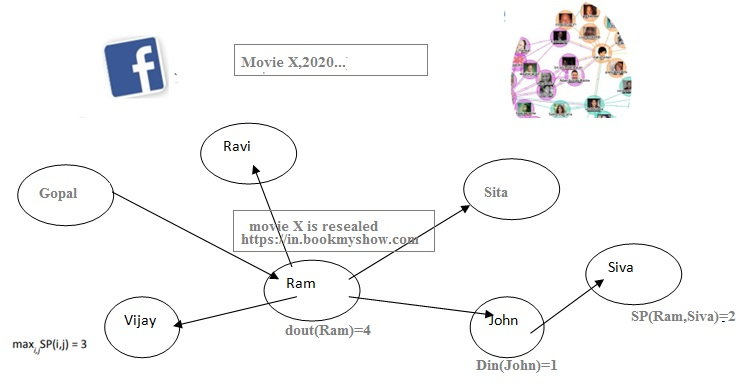 Movie X,2020...
Ravi
Gopal
Sita
movie X is resealed
https://in.bookmyshow.com
Ram
Siva
Vijay
John
SP(Ram,Siva)=2
dout(Ram)=4
max i,j SP(i,j) = 3
Din(John)=1